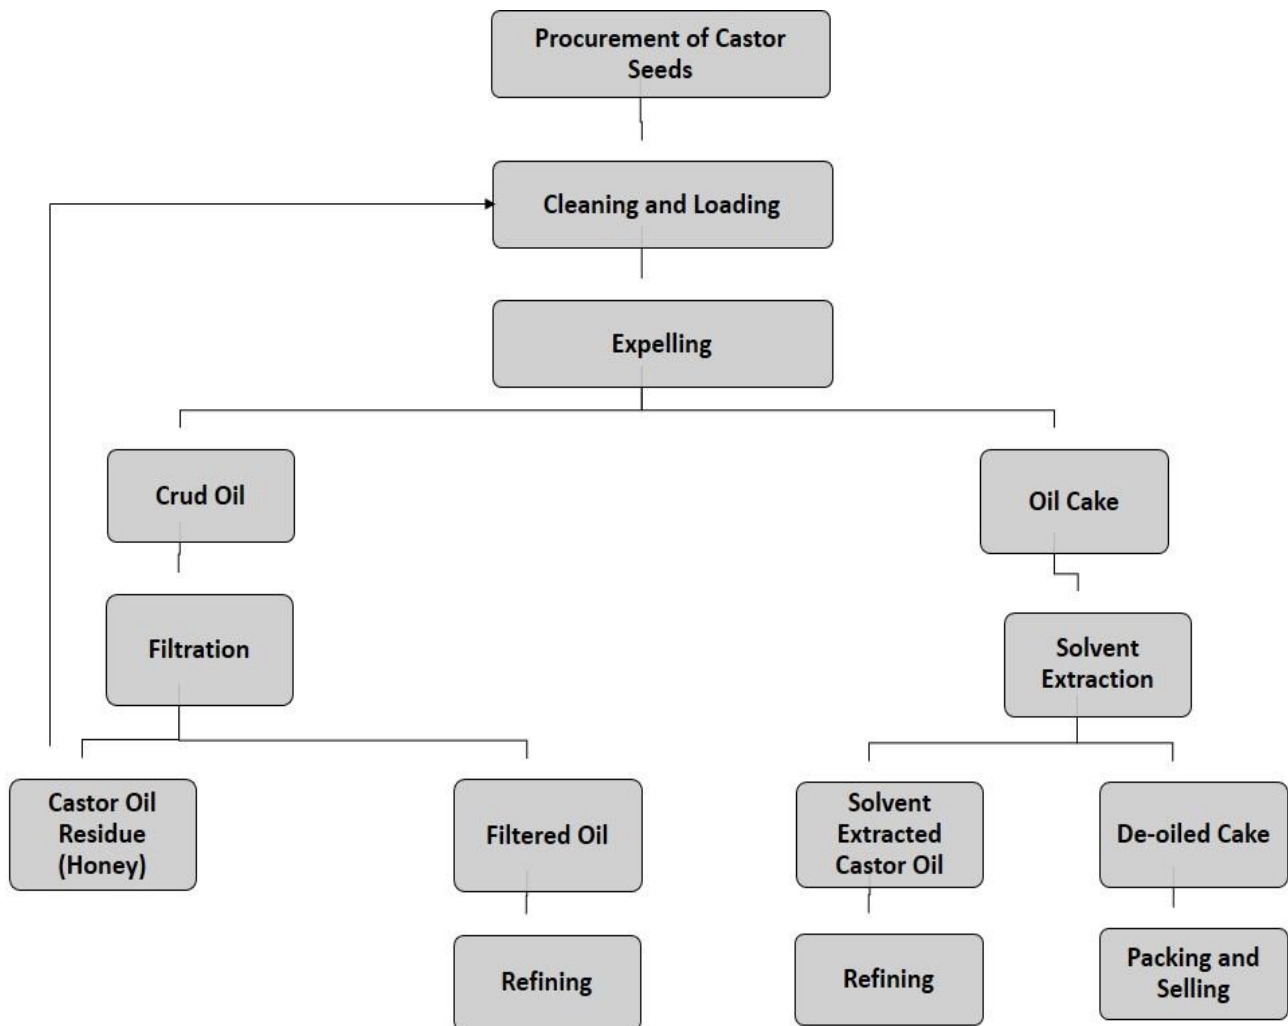 Procurement of Castor
Seeds
Cleaning and Loading
Expelling
Crud Oil
Oil Cake
Filtration
Solvent
Extraction
Castor Oil
Residue
(Honey)
Filtered Oil
Solvent
Extracted
Castor Oil
De-oiled Cake
Refining
Refining
Packing and
Selling